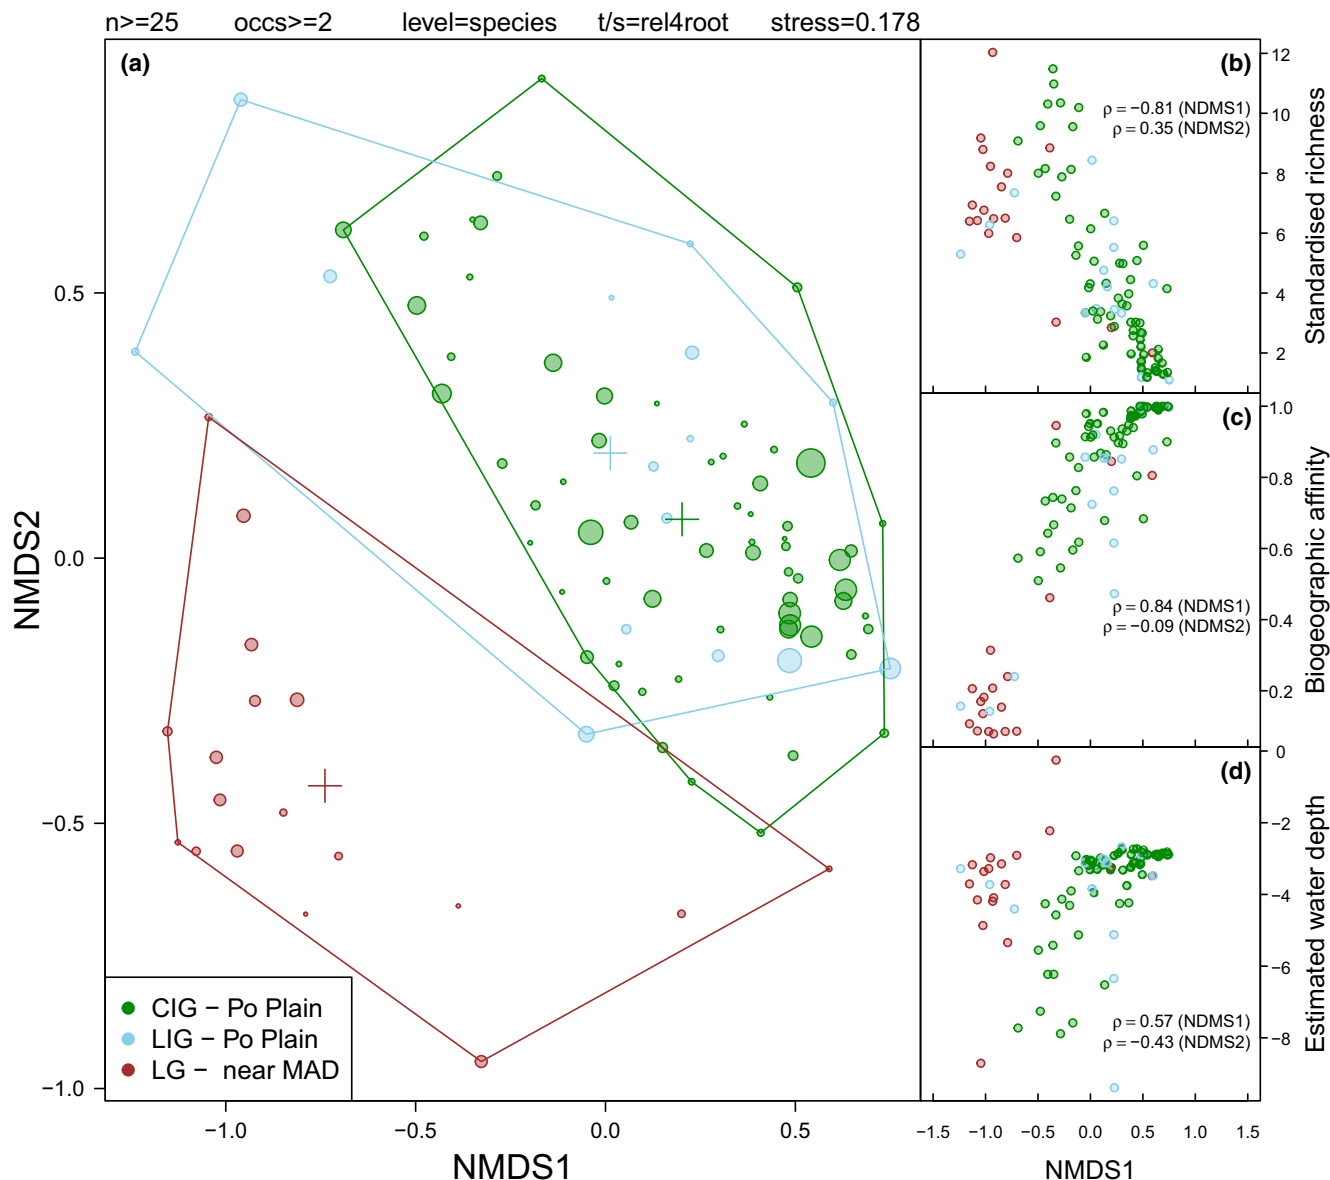 n>=25 occs>=2 level=species t/s=rel4root stress=0.178
(a)
0.5
0.0
−0.5
−1.0
NMDS2
−1.0 −0.5 0.0 0.5
NMDS1
CIG − Po Plain
LIG − Po Plain
LG − near MAD
(b)
ρ = −0.81 (NDMS1)
ρ = 0.35 (NDMS2)
12
10
8
6
4
2
Standardised richness
(c)
ρ = 0.84 (NDMS1)
ρ = −0.09 (NDMS2)
1.0
0.8
0.6
0.4
0.2
Biogeographic affinity
(d)
ρ = 0.57 (NDMS1)
ρ = −0.43 (NDMS2)
0
−2
−4
−6
−8
Estimated water depth
−1.5 −1.0 −0.5 0.0 0.5 1.0 1.5
NMDS1